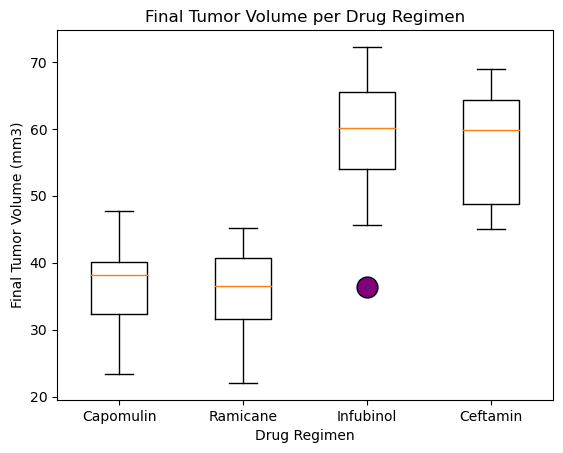 Final Tumor Volume per Drug Regimen
Final Tumor Volume (mm3)
70
60
50
40
30
20
Capomulin Ramicane Infubinol Ceftamin
Drug Regimen